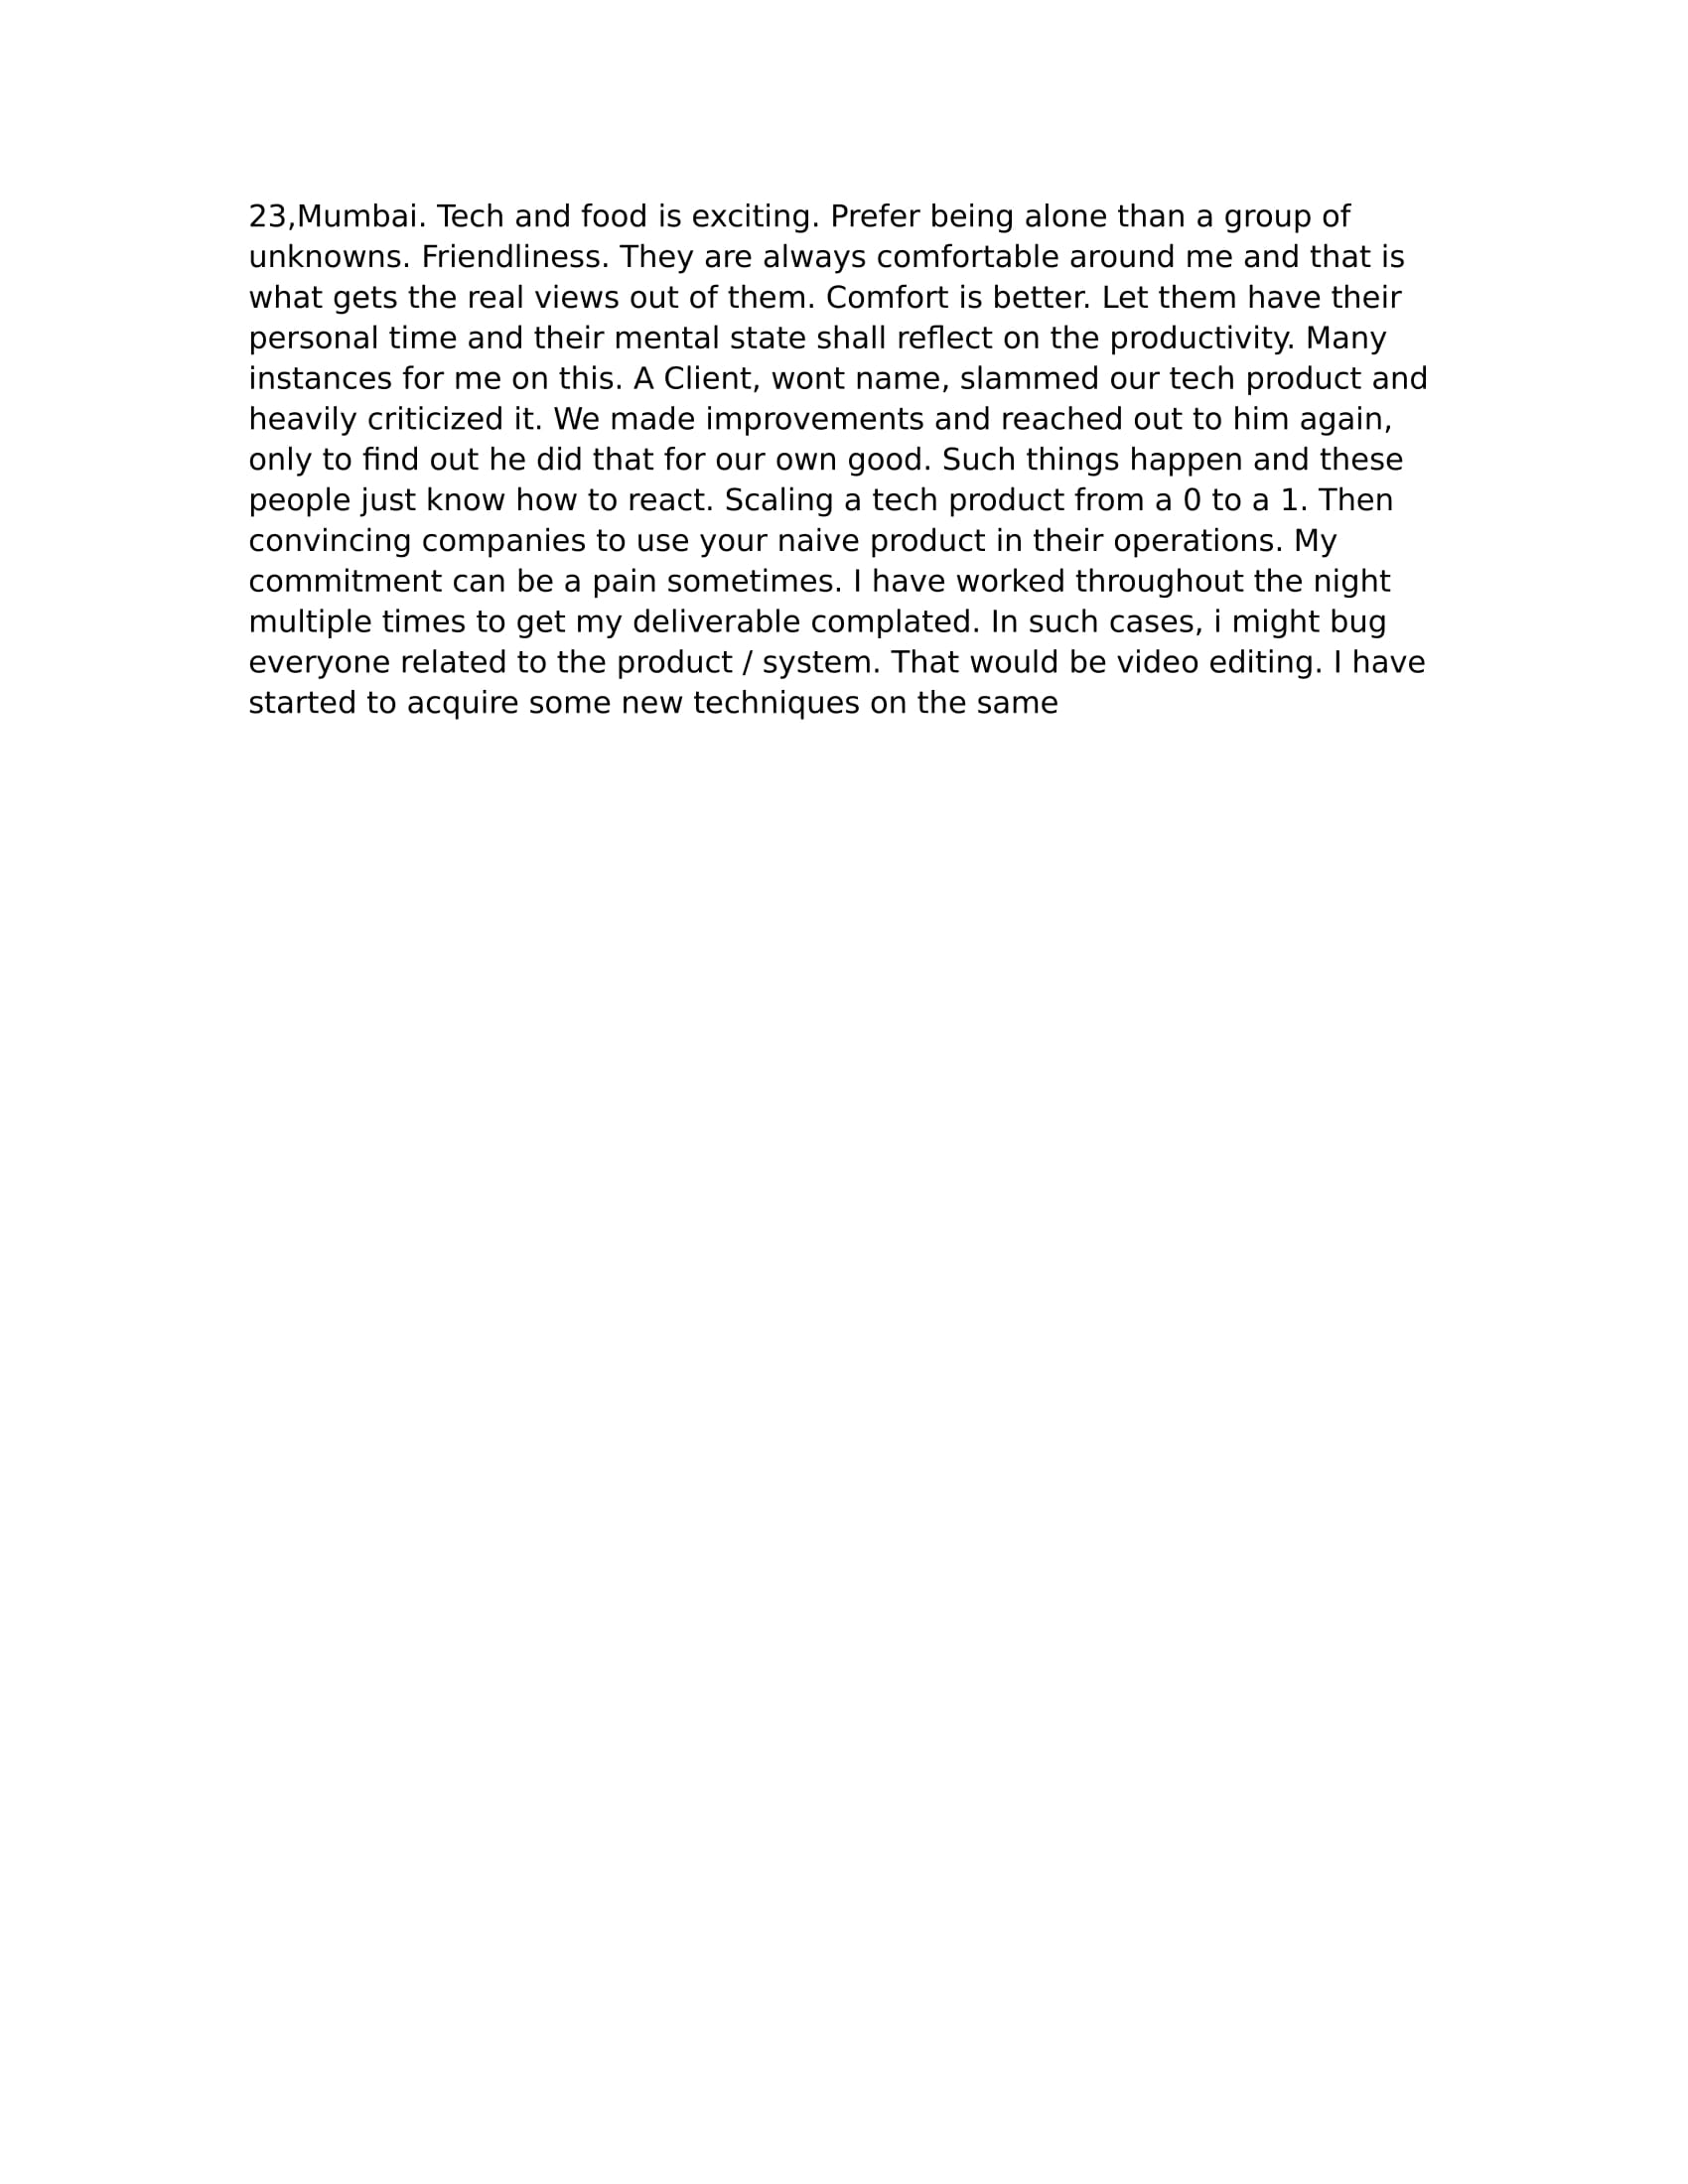 23,Mumbai. Tech and food is exciting. Prefer being alone than a group of
unknowns. Friendliness. They are always comfortable around me and that is
what gets the real views out of them. Comfort is better. Let them have their
personal time and their mental state shall reflect on the productivity. Many
instances for me on this. A Client, wont name, slammed our tech product and
heavily criticized it. We made improvements and reached out to him again,
only to find out he did that for our own good. Such things happen and these
people just know how to react. Scaling a tech product from a 0 to a 1. Then
convincing companies to use your naive product in their operations. My
commitment can be a pain sometimes. I have worked throughout the night
multiple times to get my deliverable complated. In such cases, i might bug
everyone related to the product / system. That would be video editing. I have
started to acquire some new techniques on the same